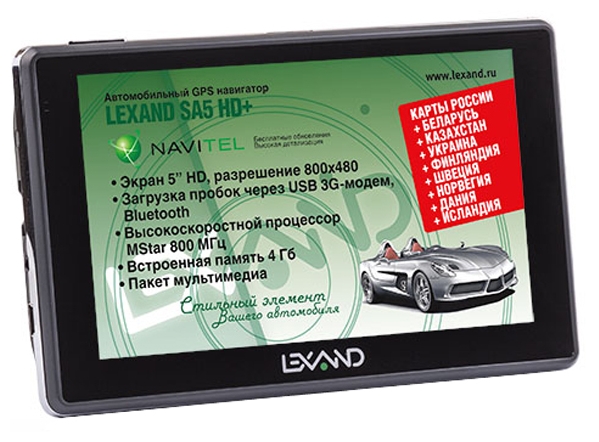 Автомобильный GPS навигатор
LEXAND SA5 HD+
www.lexand.ru
NAVITEL
Бесплатные обновления
Высокая детализация
КАРТЫ РОССИИ
+ БЕЛАРУСЬ
+ КАЗАХСТАН
+ УКРАИНА
+ ФИНЛЯНДИЯ
+ ШВЕЦИЯ
+ НОРВЕГИЯ
+ ДАНИЯ
+ ИСЛАНДИЯ
• Экран 5” HD, разрешение 800x480
• Загрузка пробок через USB 3G-модем,
Bluetooth
• Высокоскоростной процессор
MStar 800 МГц
• Встроенная память 4 Гб
• Пакет мультимедиа
Стильный элемент
Вашего автомобиля
LEXAND
LEXAND